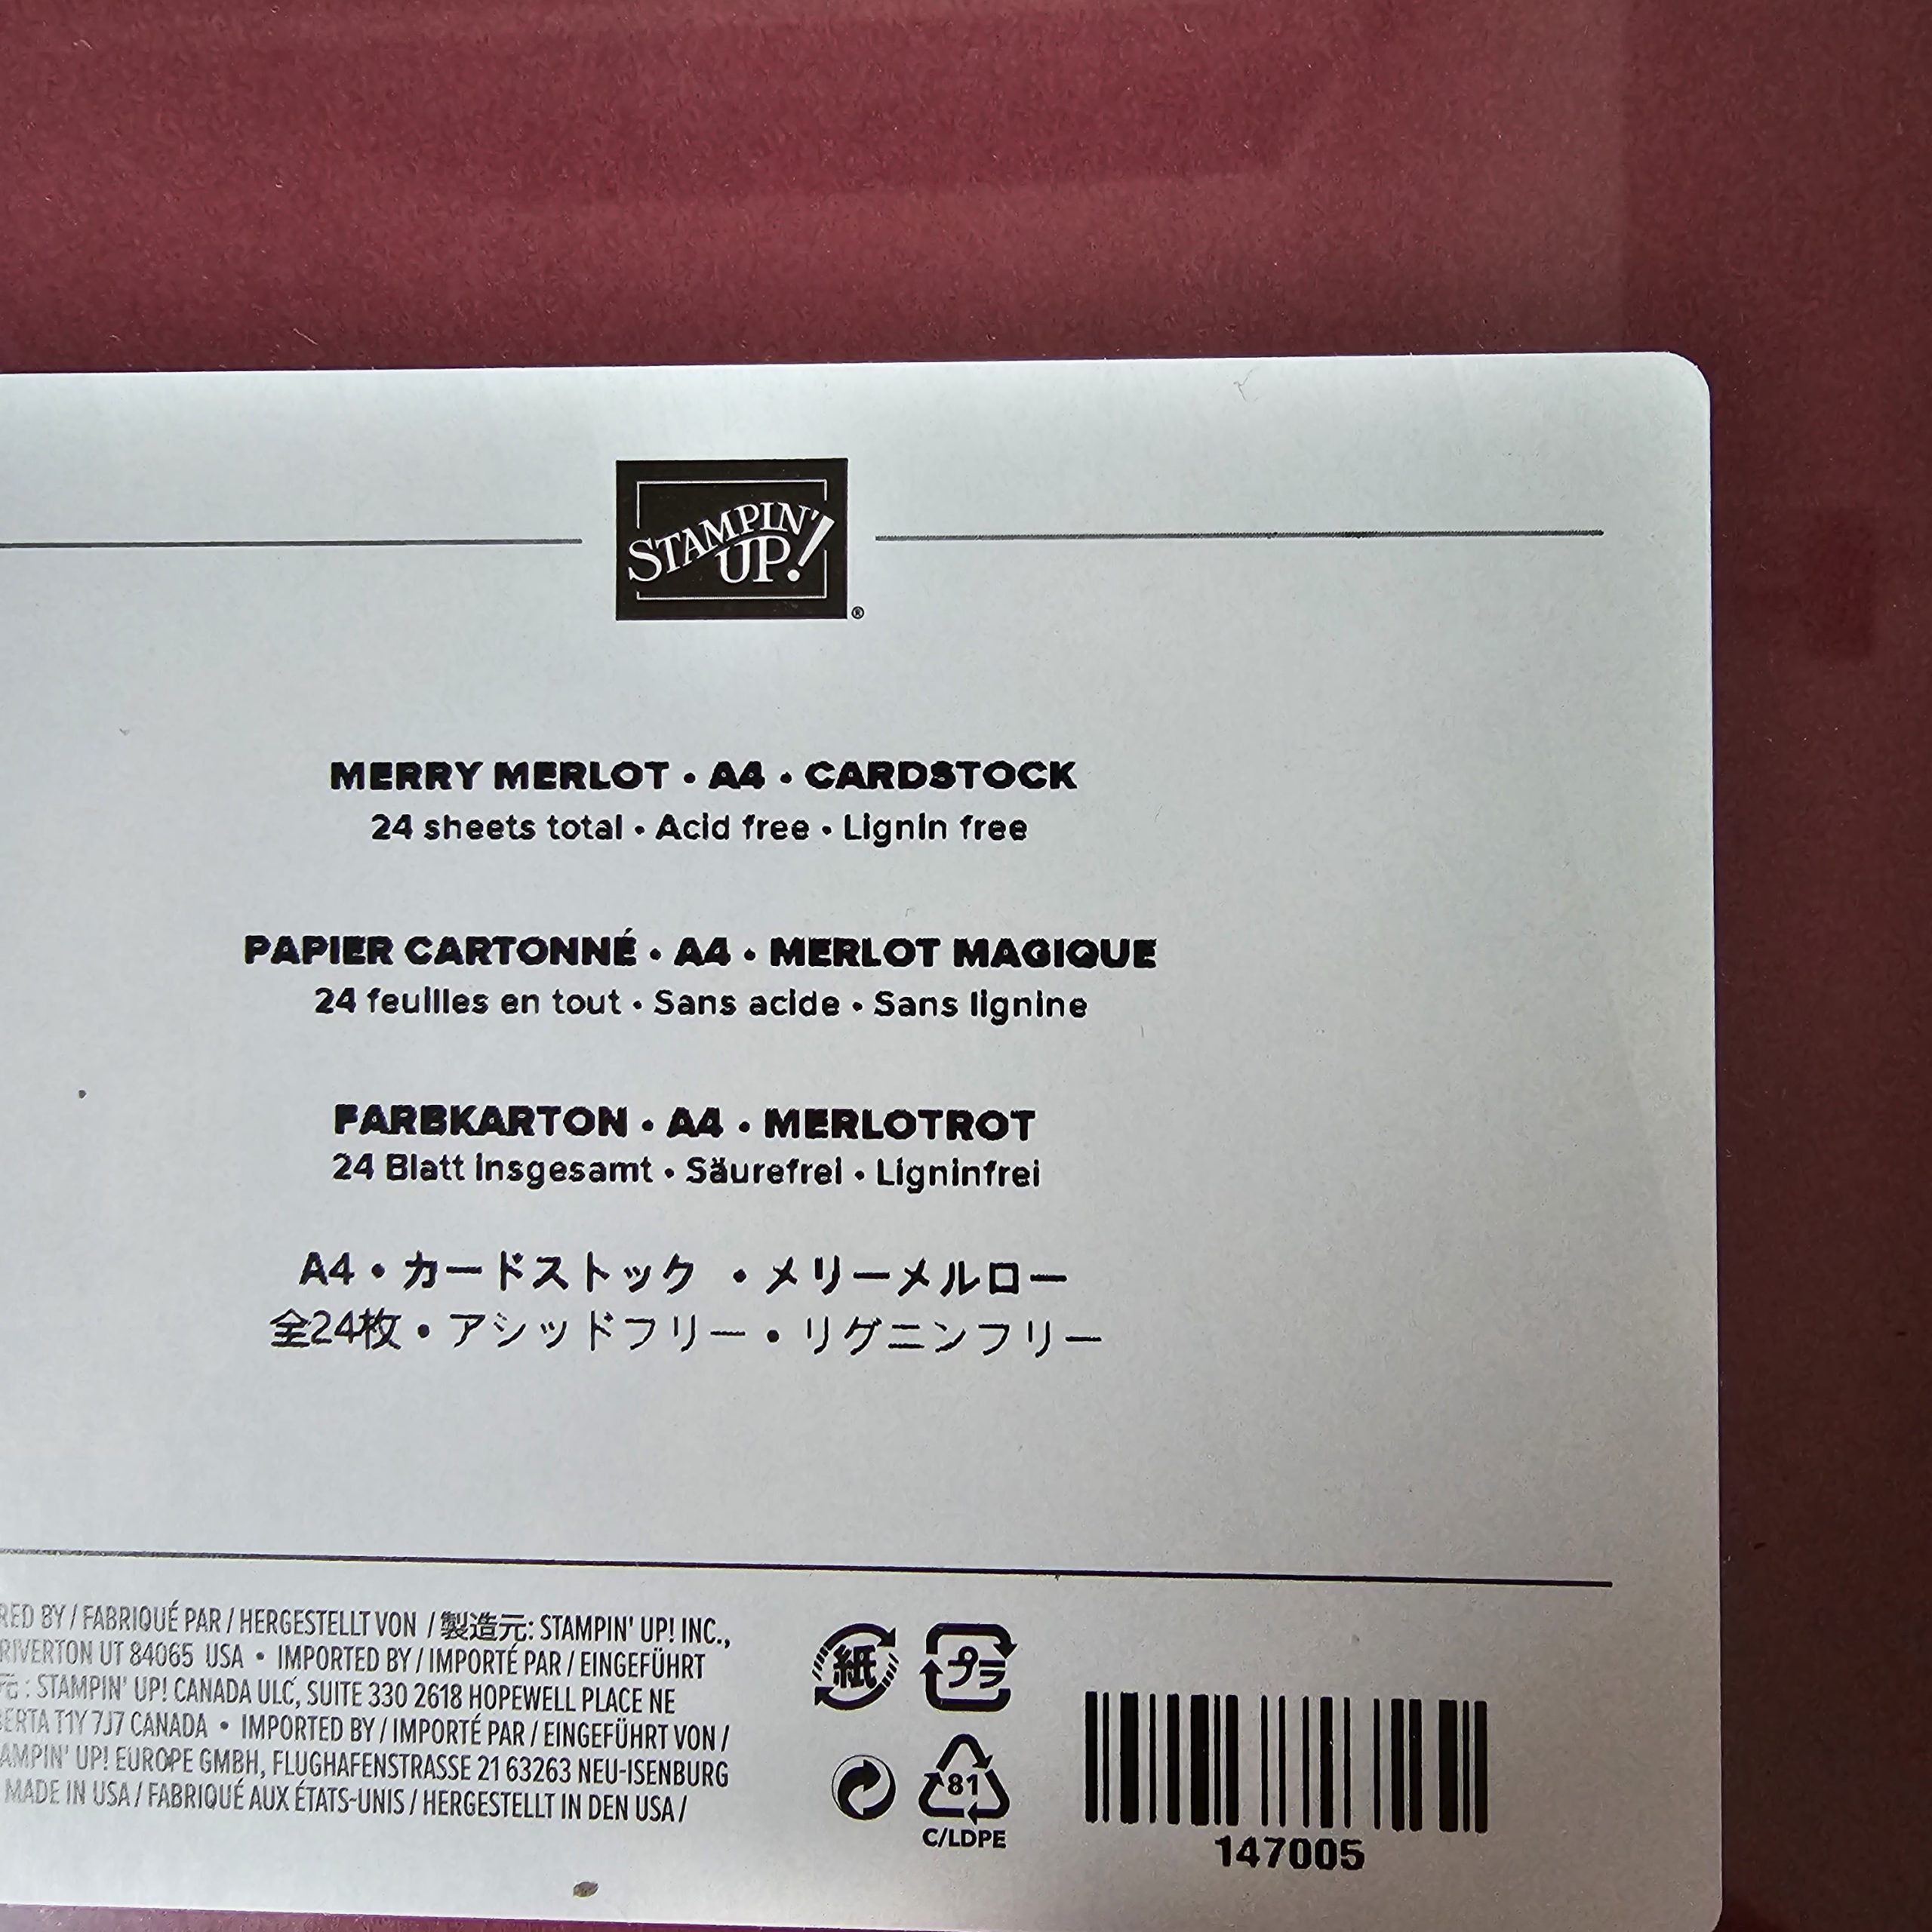 STAMPIN' UP! ®
MERRY MERLOT • A4 • CARDSTOCK
24 sheets total • Acid free • Lignin free
PAPIER CARTONNÉ • A4 • MERLOT MAGIQUE
24 feuilles en tout • Sans acide • Sans lignine
FARBKARTON • A4 • MERLOTROT
24 Blatt insgesamt • Säurefrei • Ligninfrei
A4・カードストック ・メリーメルロー
全24枚・アシッドフリー・リグニンフリー
BY / FABRIQUÉ PAR / HERGESTELLT VON / 製造元: STAMPIN' UP! INC.,
RIVERTON UT 84065 USA • IMPORTED BY / IMPORTÉ PAR / EINGEFÜHRT
元: STAMPIN' UP! CANADA ULC, SUITE 330 2618 HOPEWELL PLACE NE
T1Y 7J7 CANADA • IMPORTED BY / IMPORTÉ PAR / EINGEFÜHRT VON /
UP! EUROPE GMBH, FLUGHAFENSTRASSE 21 63263 NEU-ISENBURG
MADE IN USA / FABRIQUÉ AUX ÉTATS-UNIS / HERGESTELLT IN DEN USA /
紙
プラ
81
C/LDPE
147005